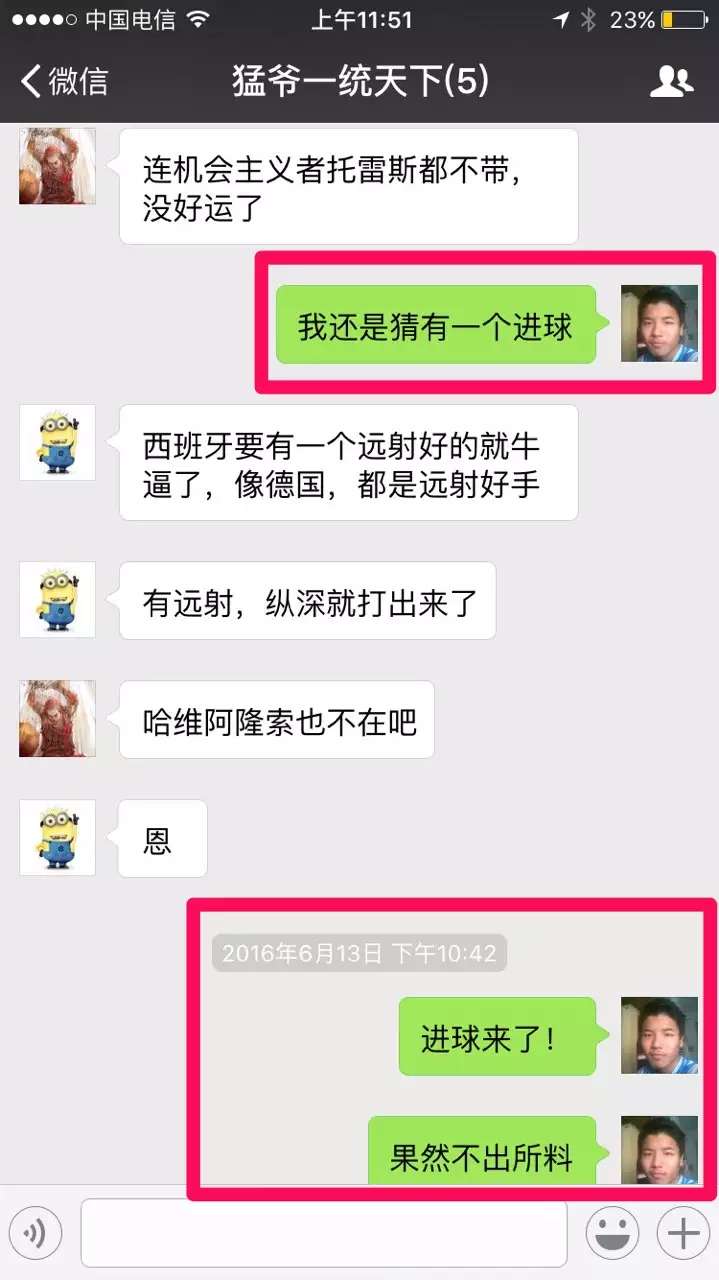 中国电信 上午11:51 23%
微信 猛爷一统天下(5)
连机会主义者托雷斯都不带，
没好运了
我还是猜有一个进球
西班牙要有一个远射好的就牛
逼了，像德国，都是远射好手
有远射，纵深就打出来了
哈维阿隆索也不在吧
恩
2016年6月13日 下午10:42
进球来了！
果然不出所料